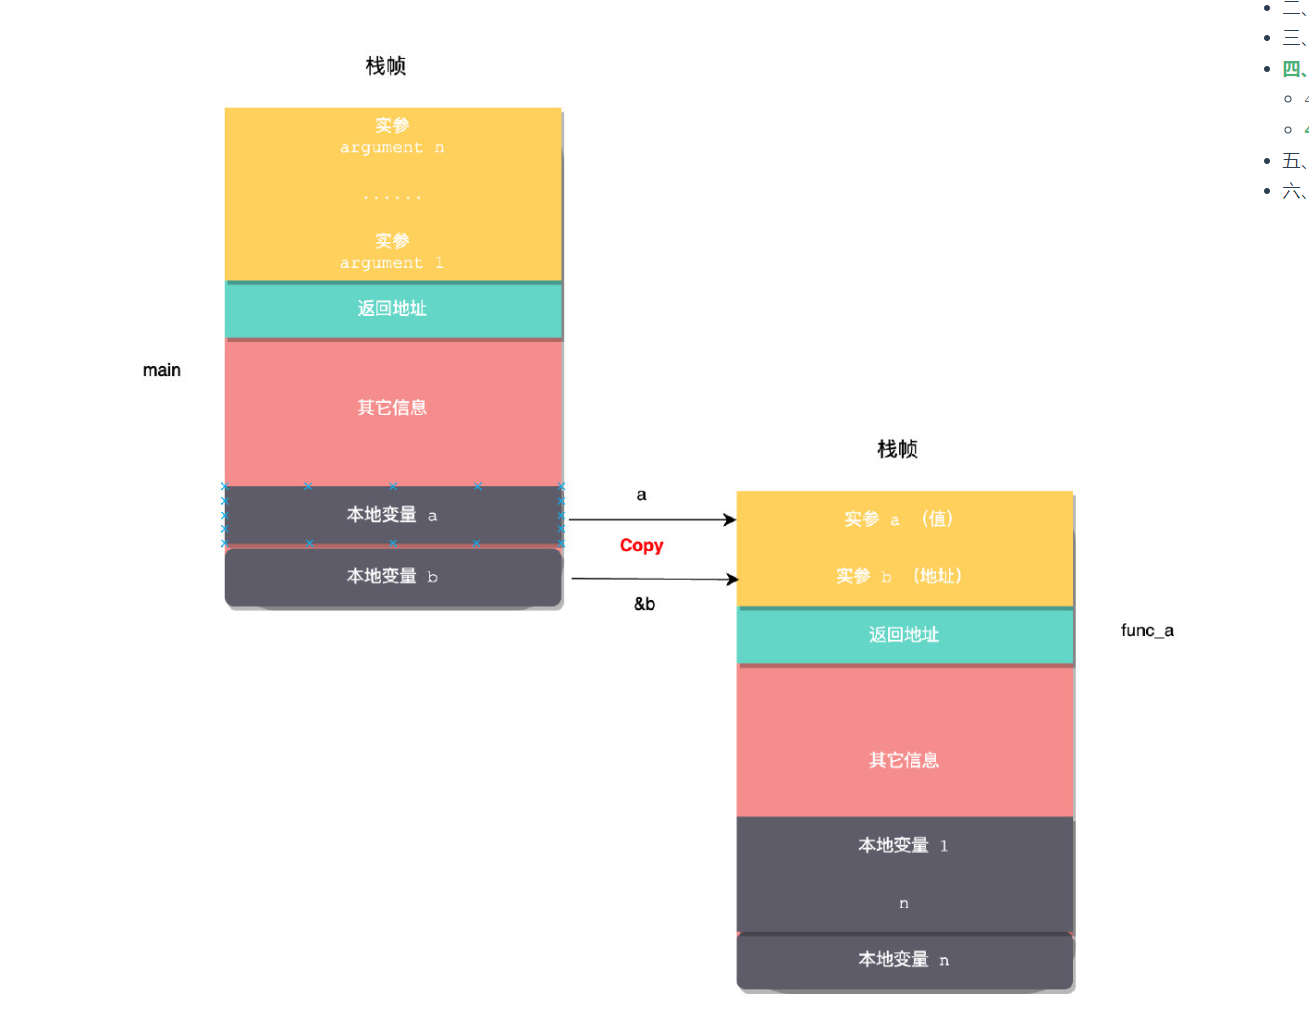 栈帧
实参
argument n
......
实参
argument 1
返回地址
main
其它信息
本地变量 a
本地变量 b
a
Copy
&b
栈帧
实参 a （值）
实参 b （地址）
返回地址
func_a
其它信息
本地变量 1
n
本地变量 n
二、
三、
四、
五、
六、